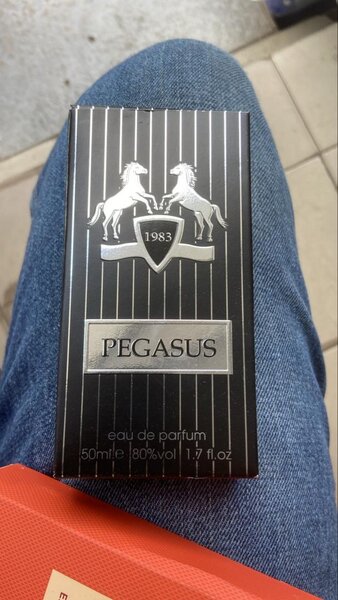 1983
PEGASUS
eau de parfum
50ml e 80%vol 1.7 fl.oz